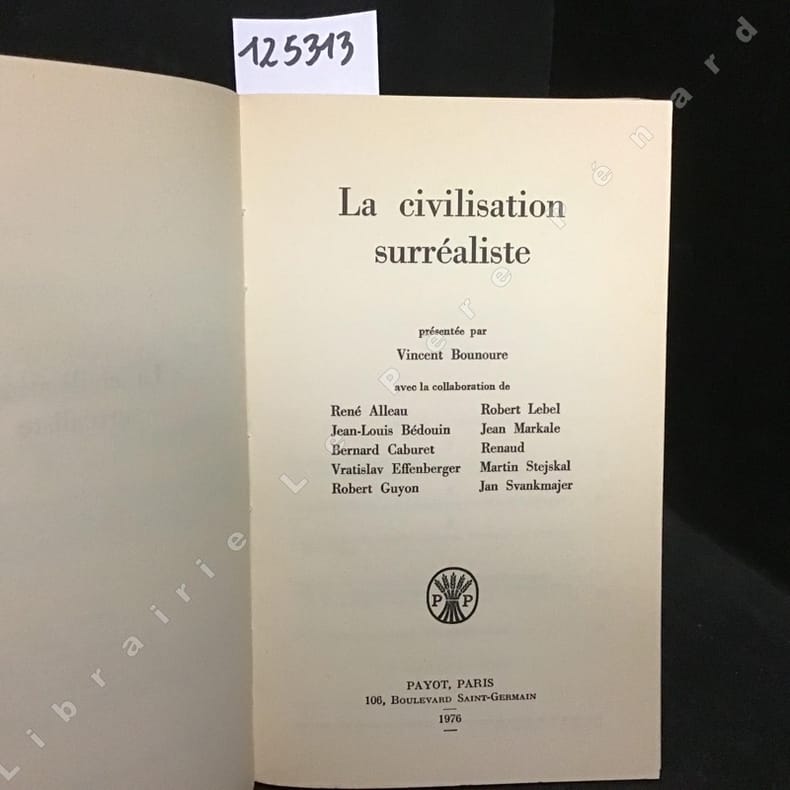 125313
La civilisation
surréaliste
présentée par
Vincent Bounoure
avec la collaboration de
René Alleau
Jean-Louis Bédouin
Bernard Caburet
Vratislav Effenberger
Robert Guyon
Robert Lebel
Jean Markale
Renaud
Martin Stejskal
Jan Svankmajer
P P
PAYOT, PARIS
106, Boulevard Saint-Germain
1976
Librairie Le Pere Rénard